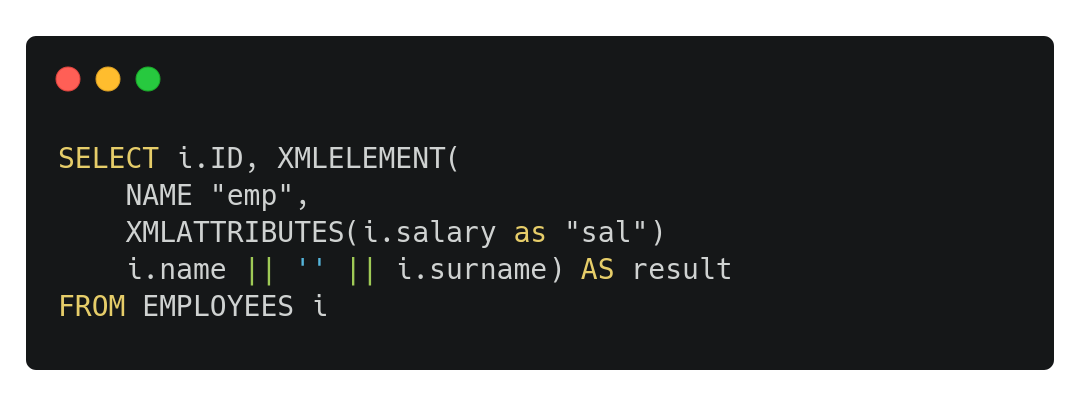 SELECT i.ID, XMLELEMENT(
    NAME "emp",
    XMLATTRIBUTES(i.salary as "sal")
    i.name || '' || i.surname) AS result
FROM EMPLOYEES i